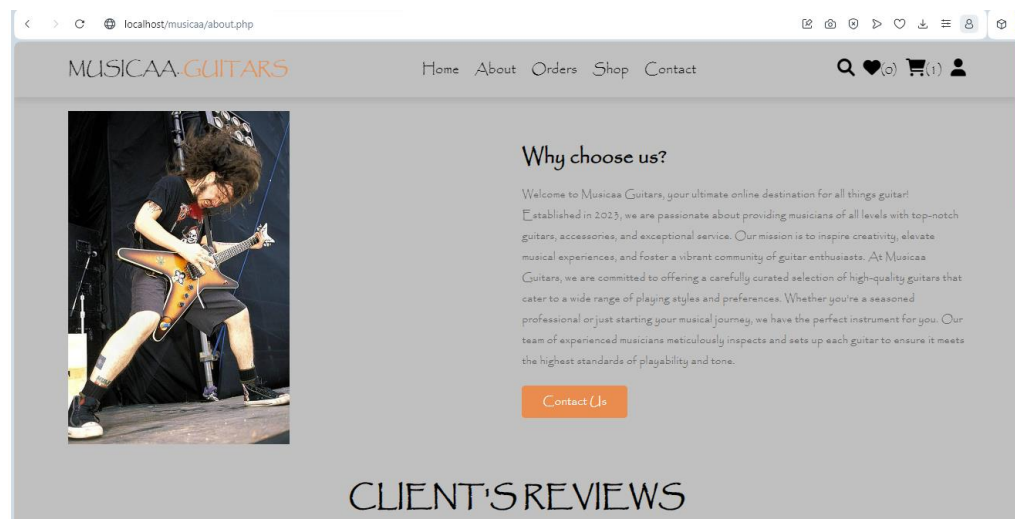 localhost/musicaa/about.php
MUSICAA.GUITARS
Home About Orders Shop Contact
(0) (1)
Why choose us?
Welcome to Musicaa Guitars, your ultimate online destination for all things guitar!
Established in 2023, we are passionate about providing musicians of all levels with top-notch
guitars, accessories, and exceptional service. Our mission is to inspire creativity, elevate
musical experiences, and foster a vibrant community of guitar enthusiasts. At Musicaa
Guitars, we are committed to offering a carefully curated selection of high-quality guitars that
cater to a wide range of playing styles and preferences. Whether you're a seasoned
professional or just starting your musical journey, we have the perfect instrument for you. Our
team of experienced musicians meticulously inspects and sets up each guitar to ensure it meets
the highest standards of playability and tone.
Contact Us
CLIENT'S REVIEWS